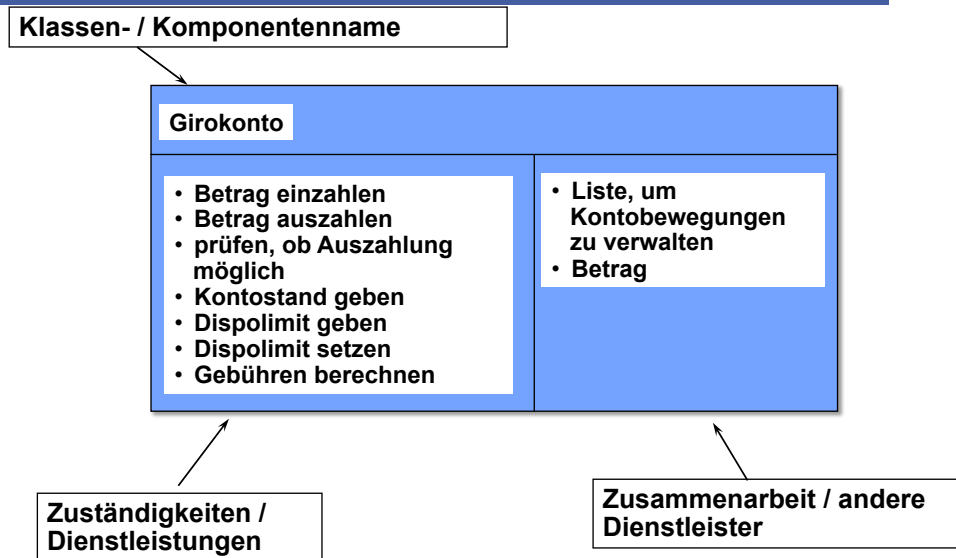 Klassen- / Komponentenname
Girokonto
• Betrag einzahlen
• Betrag auszahlen
• prüfen, ob Auszahlung
möglich
• Kontostand geben
• Dispolimit geben
• Dispolimit setzen
• Gebühren berechnen
• Liste, um
Kontobewegungen
zu verwalten
• Betrag
Zuständigkeiten /
Dienstleistungen
Zusammenarbeit / andere
Dienstleister